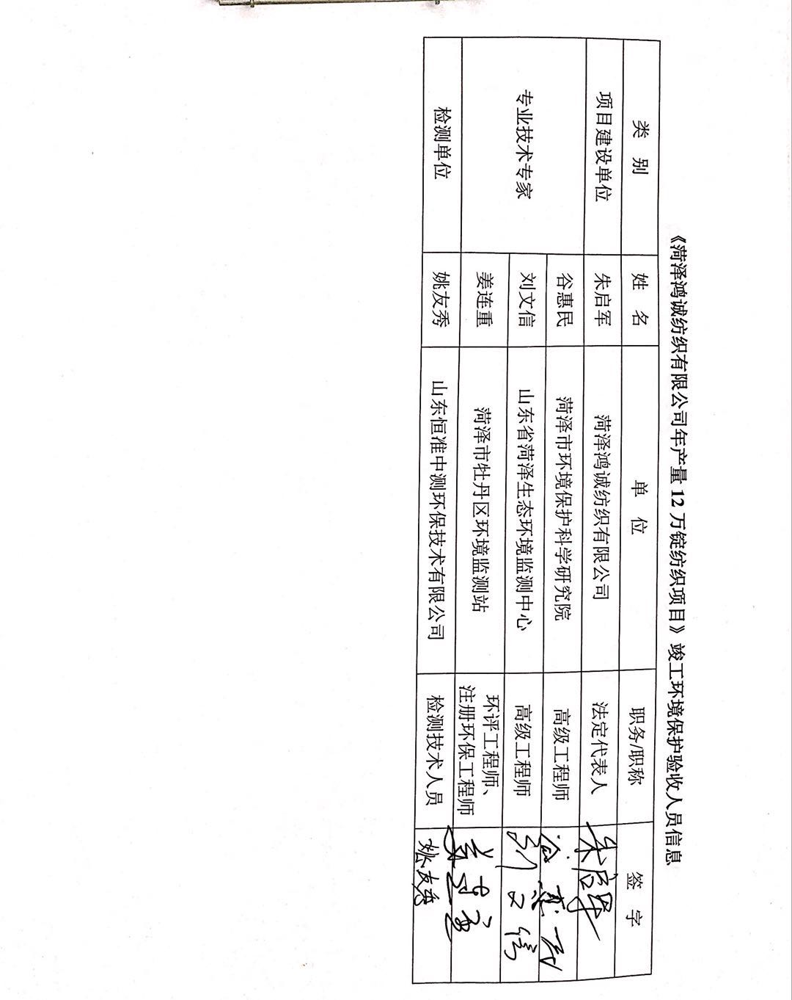 《菏泽鸿诚纺织有限公司年产量 12 万锭纺织项目》竣工环境保护验收人员信息
类 别 姓 名 单 位 职务/职称 签 字
项目建设单位 朱启军 菏泽鸿诚纺织有限公司 法定代表人 朱启军
专业技术专家 谷惠民 菏泽市环境保护科学研究院 高级工程师 谷惠民
刘文信 山东省菏泽生态环境监测中心 高级工程师 刘文信
姜连重 菏泽市牡丹区环境监测站 环评工程师、
注册环保工程师 姜连重
检测单位 姚友秀 山东恒准中测环保技术有限公司 检测技术人员 姚友秀